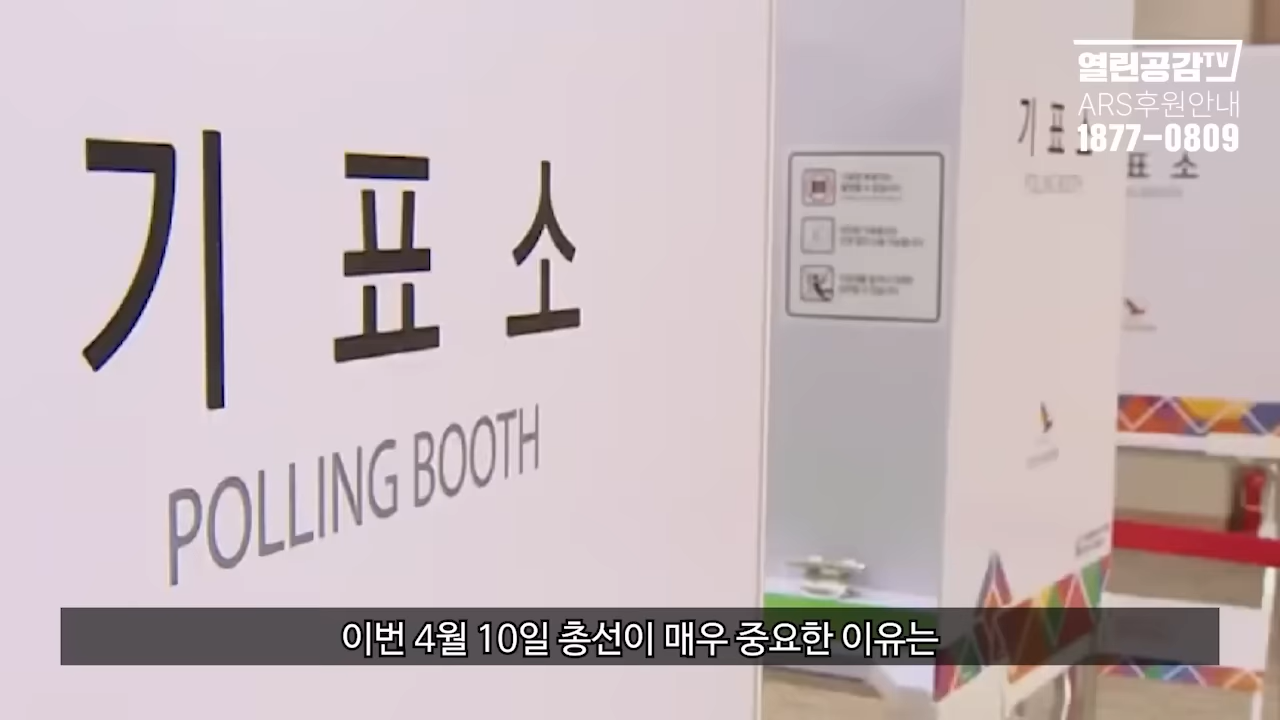 열린공감TV
ARS후원안내
1877-0809
기표소
POLLING BOOTH
기표소
표소
이번 4월 10일 총선이 매우 중요한 이유는